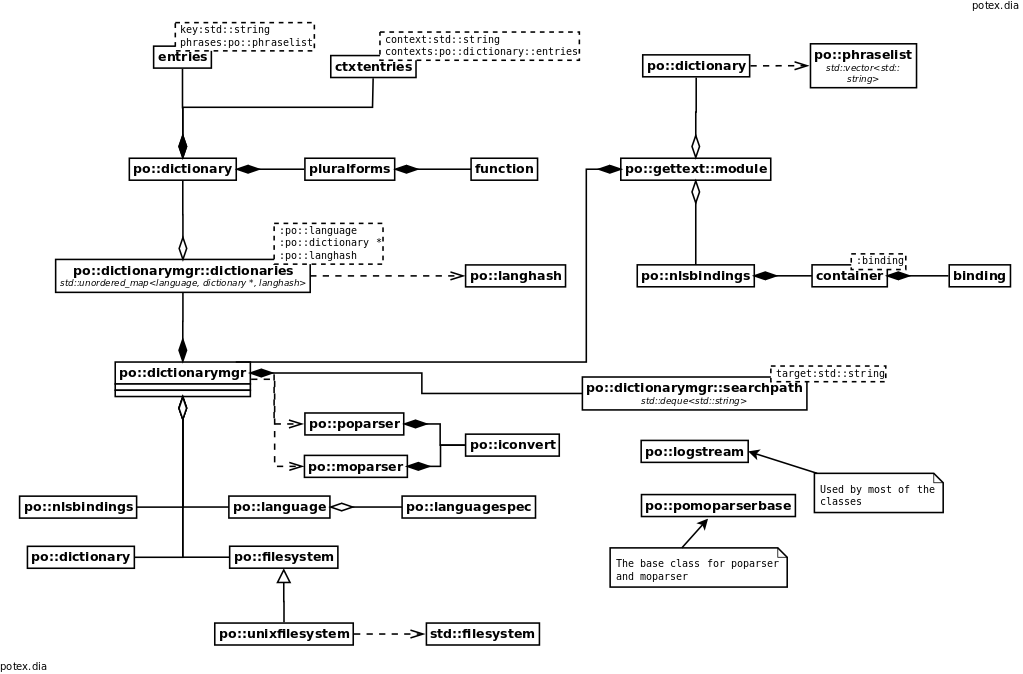 potex.dia
key:std::string
phrases:po::phraselist
entries
context:std::string
contexts:po::dictionary::entries
ctxtentries
po::dictionary
po::phraselist
std::vector<std::
string>
po::dictionary
pluralforms
function
po::gettext::module
:po::language
:po::dictionary *
:po::langhash
po::dictionarymgr::dictionaries
std::unordered_map<language, dictionary *, langhash>
po::langhash
po::nlsbindings
:binding
container
binding
po::dictionarymgr
target:std::string
po::dictionarymgr::searchpath
std::deque<std::string>
po::poparser
po::moparser
po::iconvert
po::logstream
Used by most of the
classes
po::nlsbindings
po::language
po::languagespec
po::pomoparserbase
po::dictionary
po::filesystem
The base class for poparser
and moparser
po::unixfilesystem
std::filesystem
potex.dia